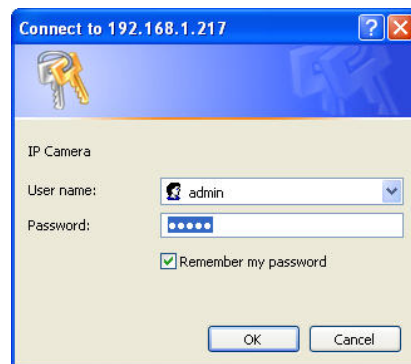 Connect to 192.168.1.217
IP Camera
User name:
admin
Password:
•••••
Remember my password
OK
Cancel